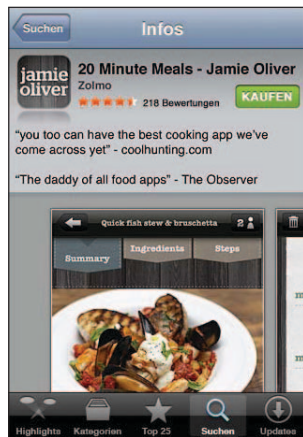 Suchen
Infos
jamie
oliver
20 Minute Meals - Jamie Oliver
Zolmo
218 Bewertungen
KAUFEN
“you too can have the best cooking app we've
come across yet” - coolhunting.com
“The daddy of all food apps” - The Observer
Quick fish stew & bruschetta
2
Summary
Ingredients
Steps
Highlights
Kategorien
Top 25
Suchen
Updates